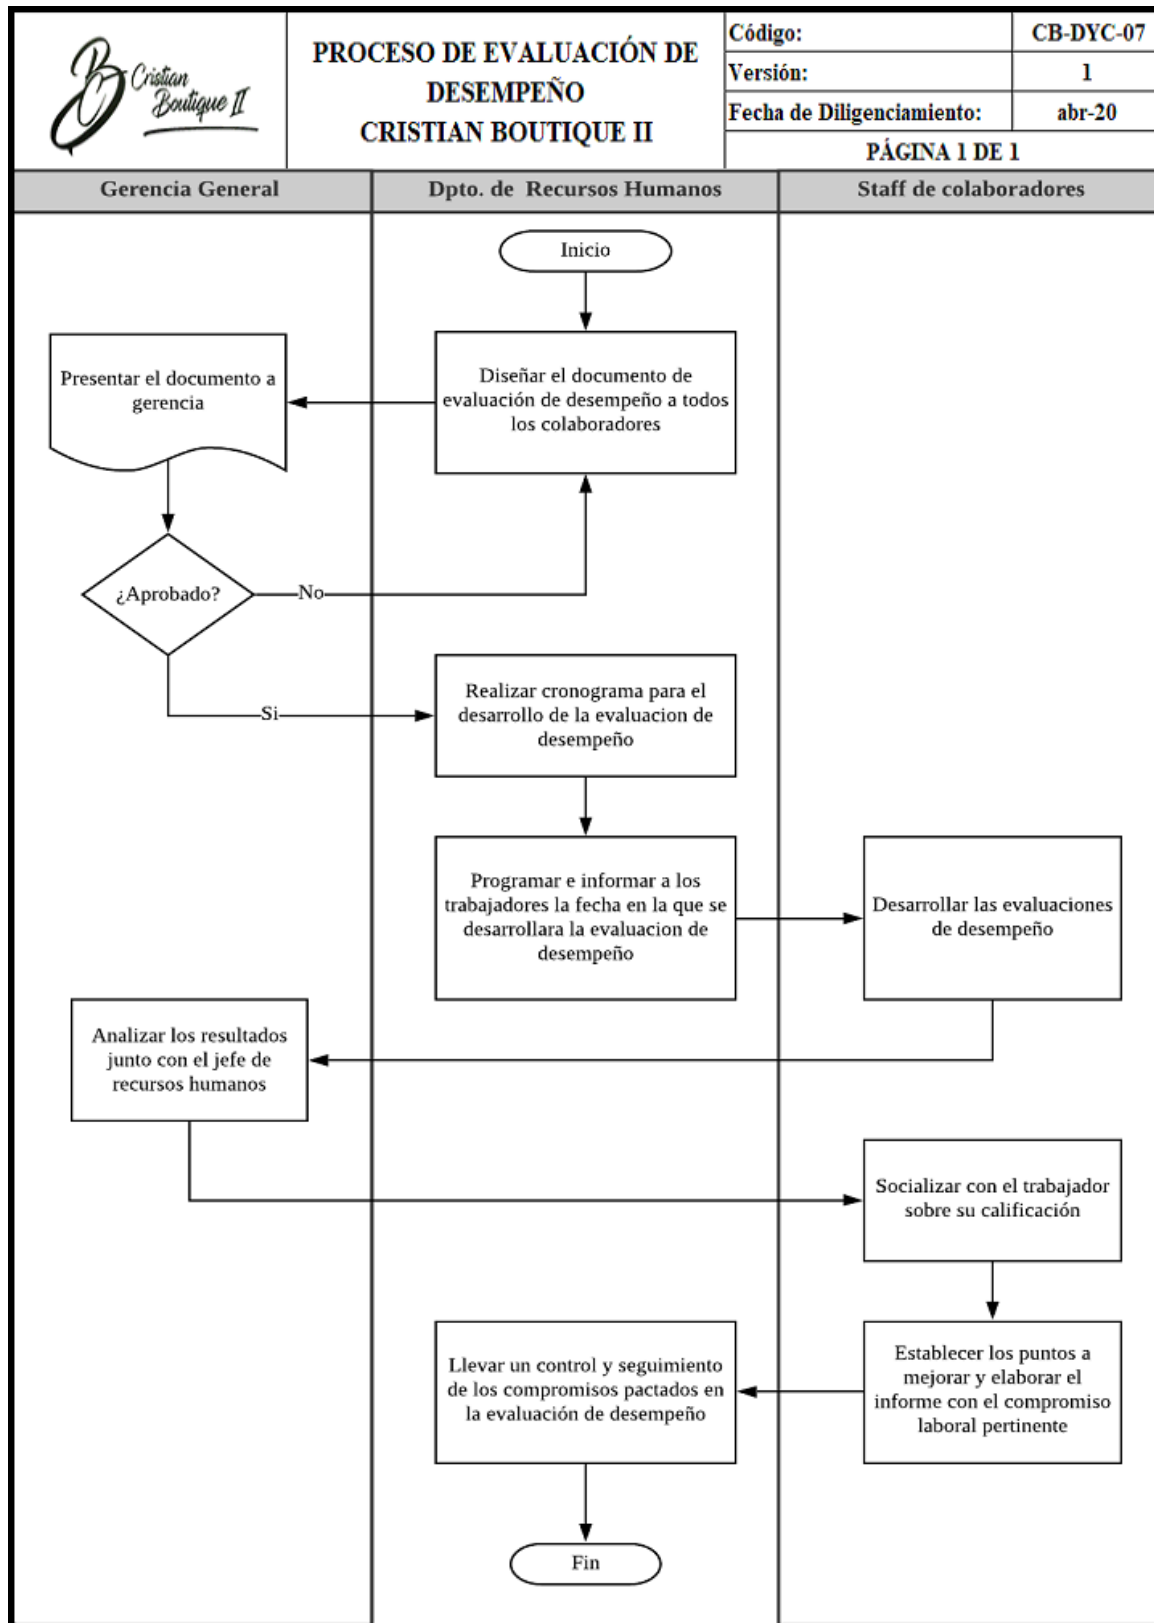 Cristian
Boutique II
PROCESO DE EVALUACIÓN DE
DESEMPEÑO
CRISTIAN BOUTIQUE II
Código: CB-DYC-07
Versión: 1
Fecha de Diligenciamiento: abr-20
PÁGINA 1 DE 1
Gerencia General
Dpto. de Recursos Humanos
Staff de colaboradores
Inicio
Diseñar el documento de
evaluación de desempeño a todos
los colaboradores
Presentar el documento a
gerencia
¿Aprobado?
No
Si
Realizar cronograma para el
desarrollo de la evaluacion de
desempeño
Programar e informar a los
trabajadores la fecha en la que se
desarrollara la evaluacion de
desempeño
Desarrollar las evaluaciones
de desempeño
Analizar los resultados
junto con el jefe de
recursos humanos
Socializar con el trabajador
sobre su calificación
Establecer los puntos a
mejorar y elaborar el
informe con el compromiso
laboral pertinente
Llevar un control y seguimiento
de los compromisos pactados en
la evaluación de desempeño
Fin